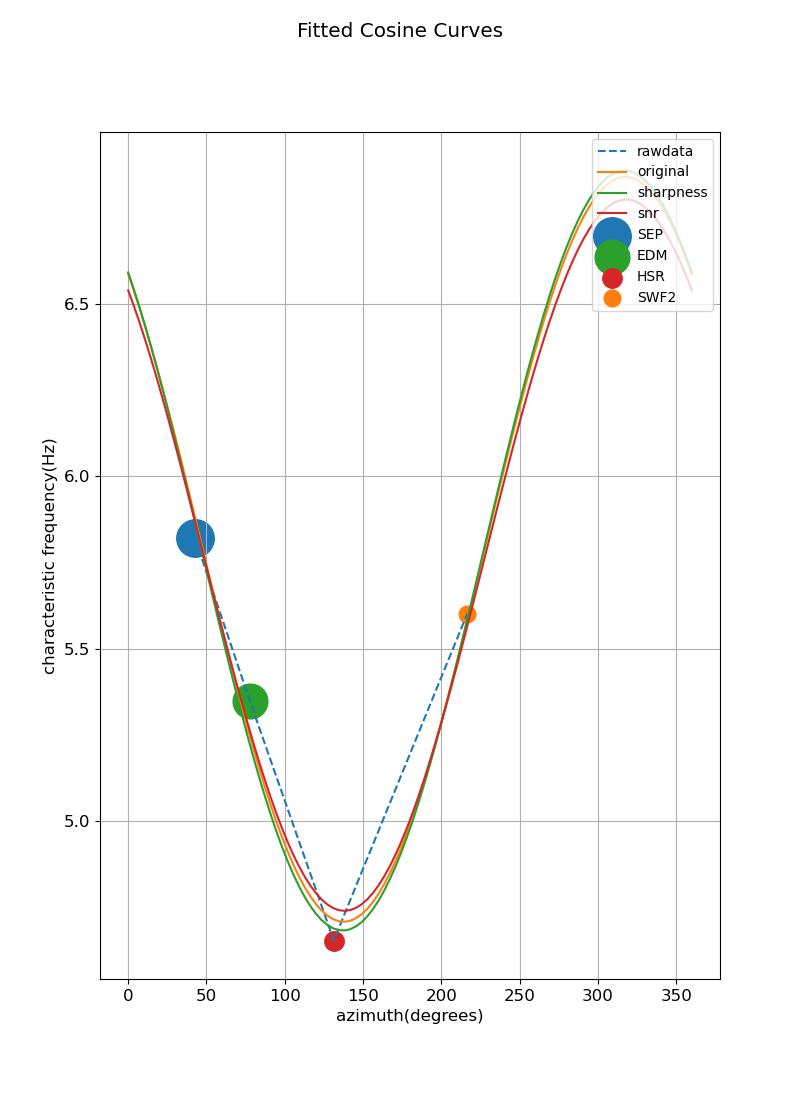 Fitted Cosine Curves
rawdata
original
sharpness
snr
SEP
EDM
HSR
SWF2
characteristic frequency(Hz)
6.5
6.0
5.5
5.0
0 50 100 150 200 250 300 350
azimuth(degrees)